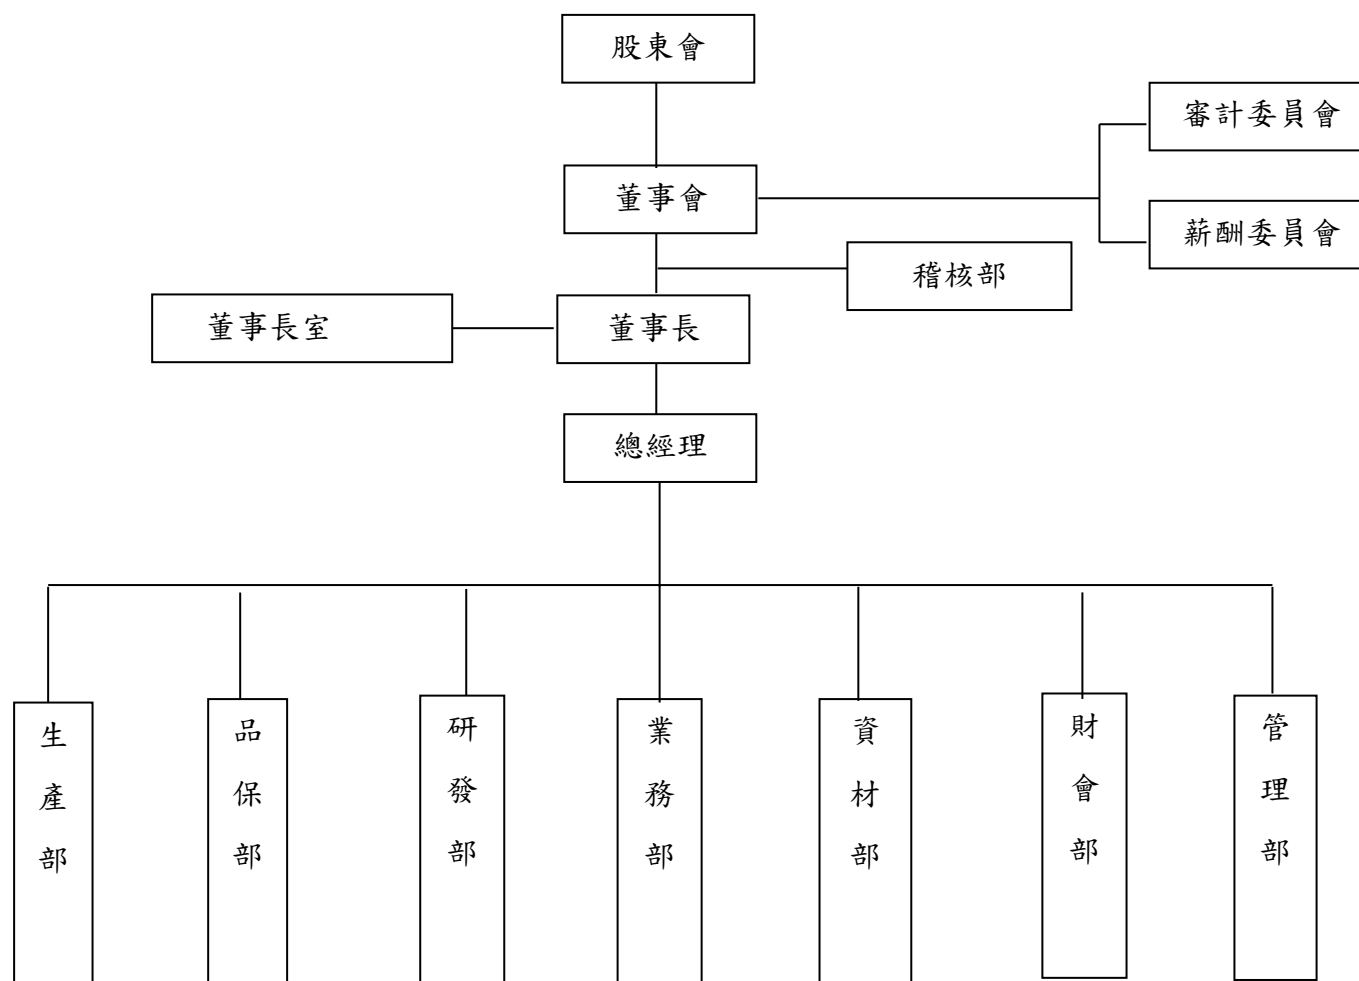 股東會
審計委員會
董事會
薪酬委員會
稽核部
董事長室
董事長
總經理
生產部
品保部
研發部
業務部
資材部
財會部
管理部